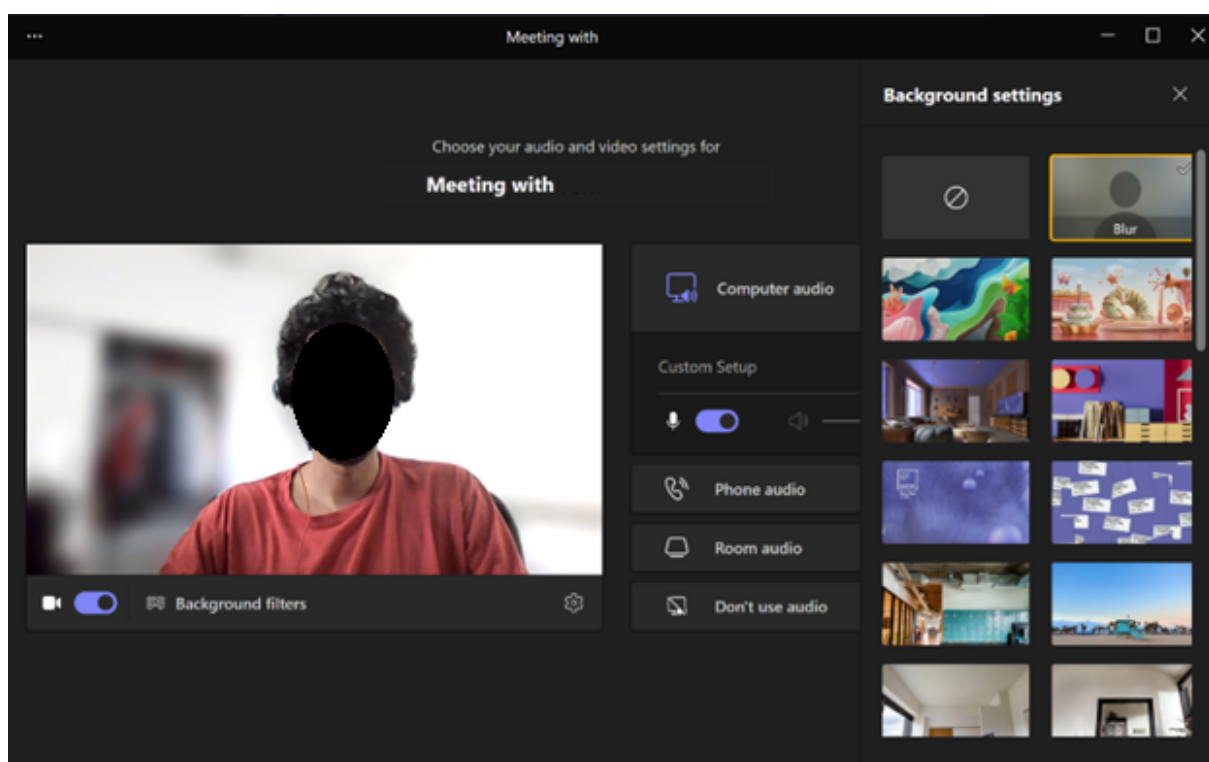 Meeting with
Background settings
Choose your audio and video settings for
Meeting with
Blur
Computer audio
Custom Setup
Phone audio
Room audio
Don't use audio
Background filters